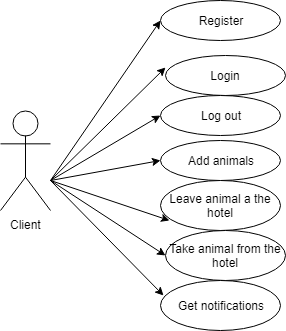 Register
Login
Log out
Add animals
Leave animal a the
hotel
Take animal from the
hotel
Get notifications
Client